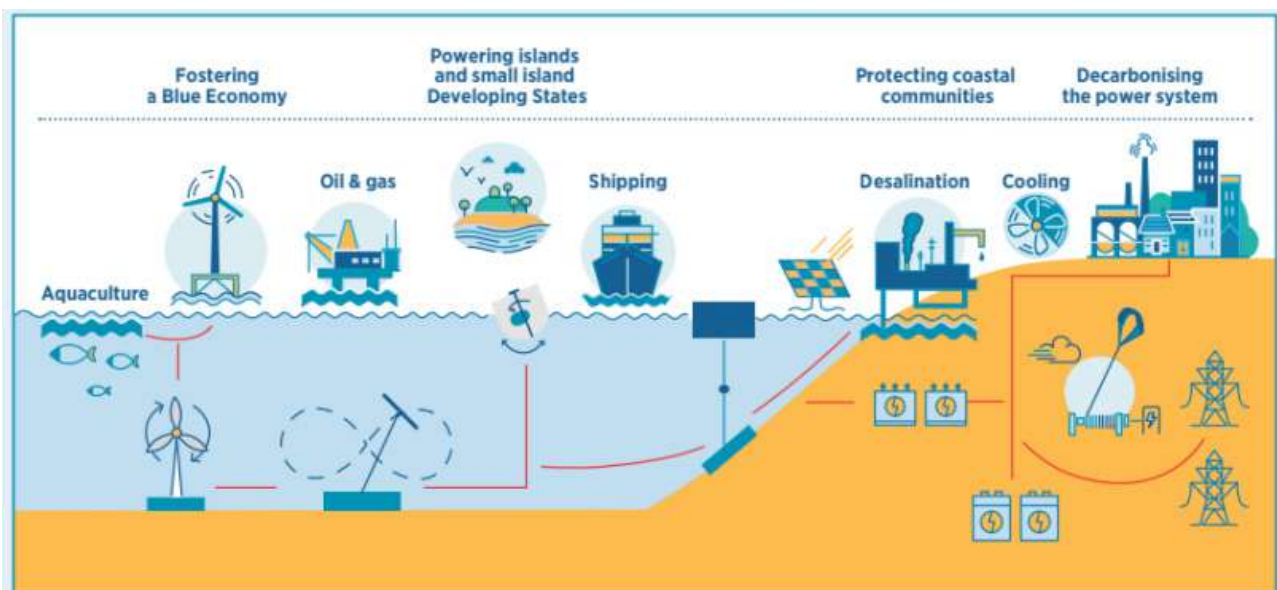 Fostering
a Blue Economy
Powering islands
and small island
Developing States
Protecting coastal
communities
Decarbonising
the power system
Oil & gas
Shipping
Desalination
Cooling
Aquaculture